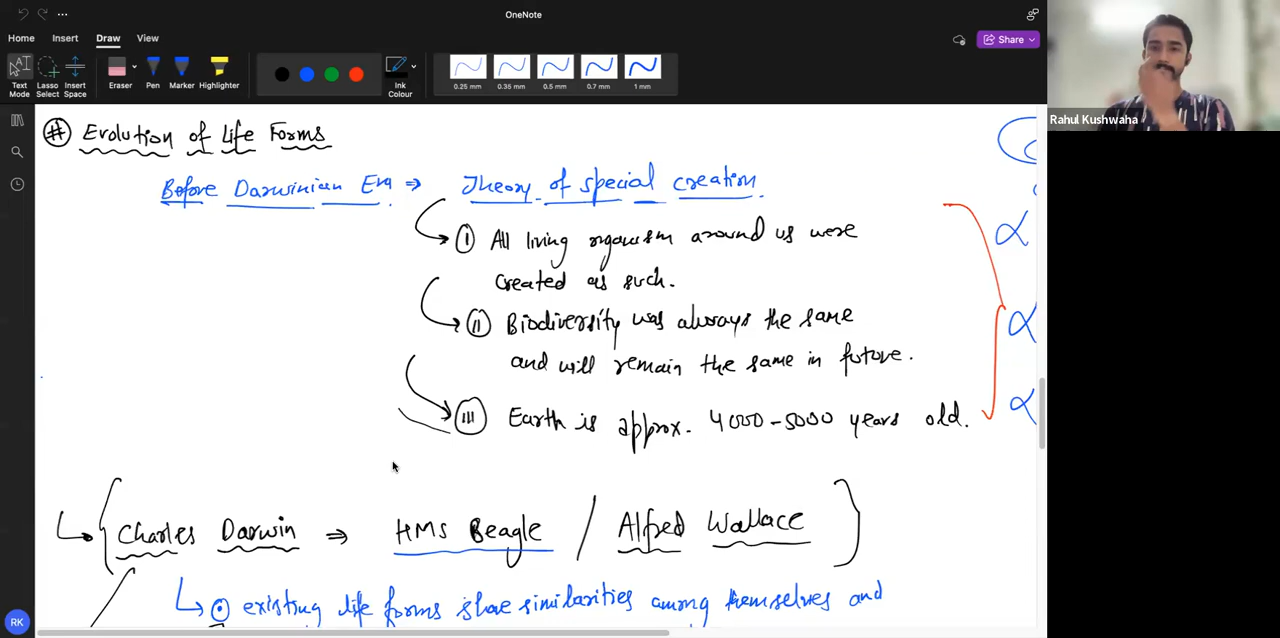 OneNote
Home Insert Draw View
Share
Text Mode
Lasso Select
Insert Space
Eraser
Pen
Marker
Highlighter
Ink Colour
0.25 mm
0.35 mm
0.5 mm
0.7 mm
1 mm
Rahul Kushwaha
# Evolution of Life Forms
Before Darwinian Era ⇒ Theory of special creation
I All living organism around us were
created as such.
II Biodiversity was always the same
and will remain the same in future.
III Earth is approx. 4000-5000 years old.
α
α
α
Charles Darwin ⇒ HMS Beagle / Alfred Wallace
existing life forms share similarities among themselves and
RK